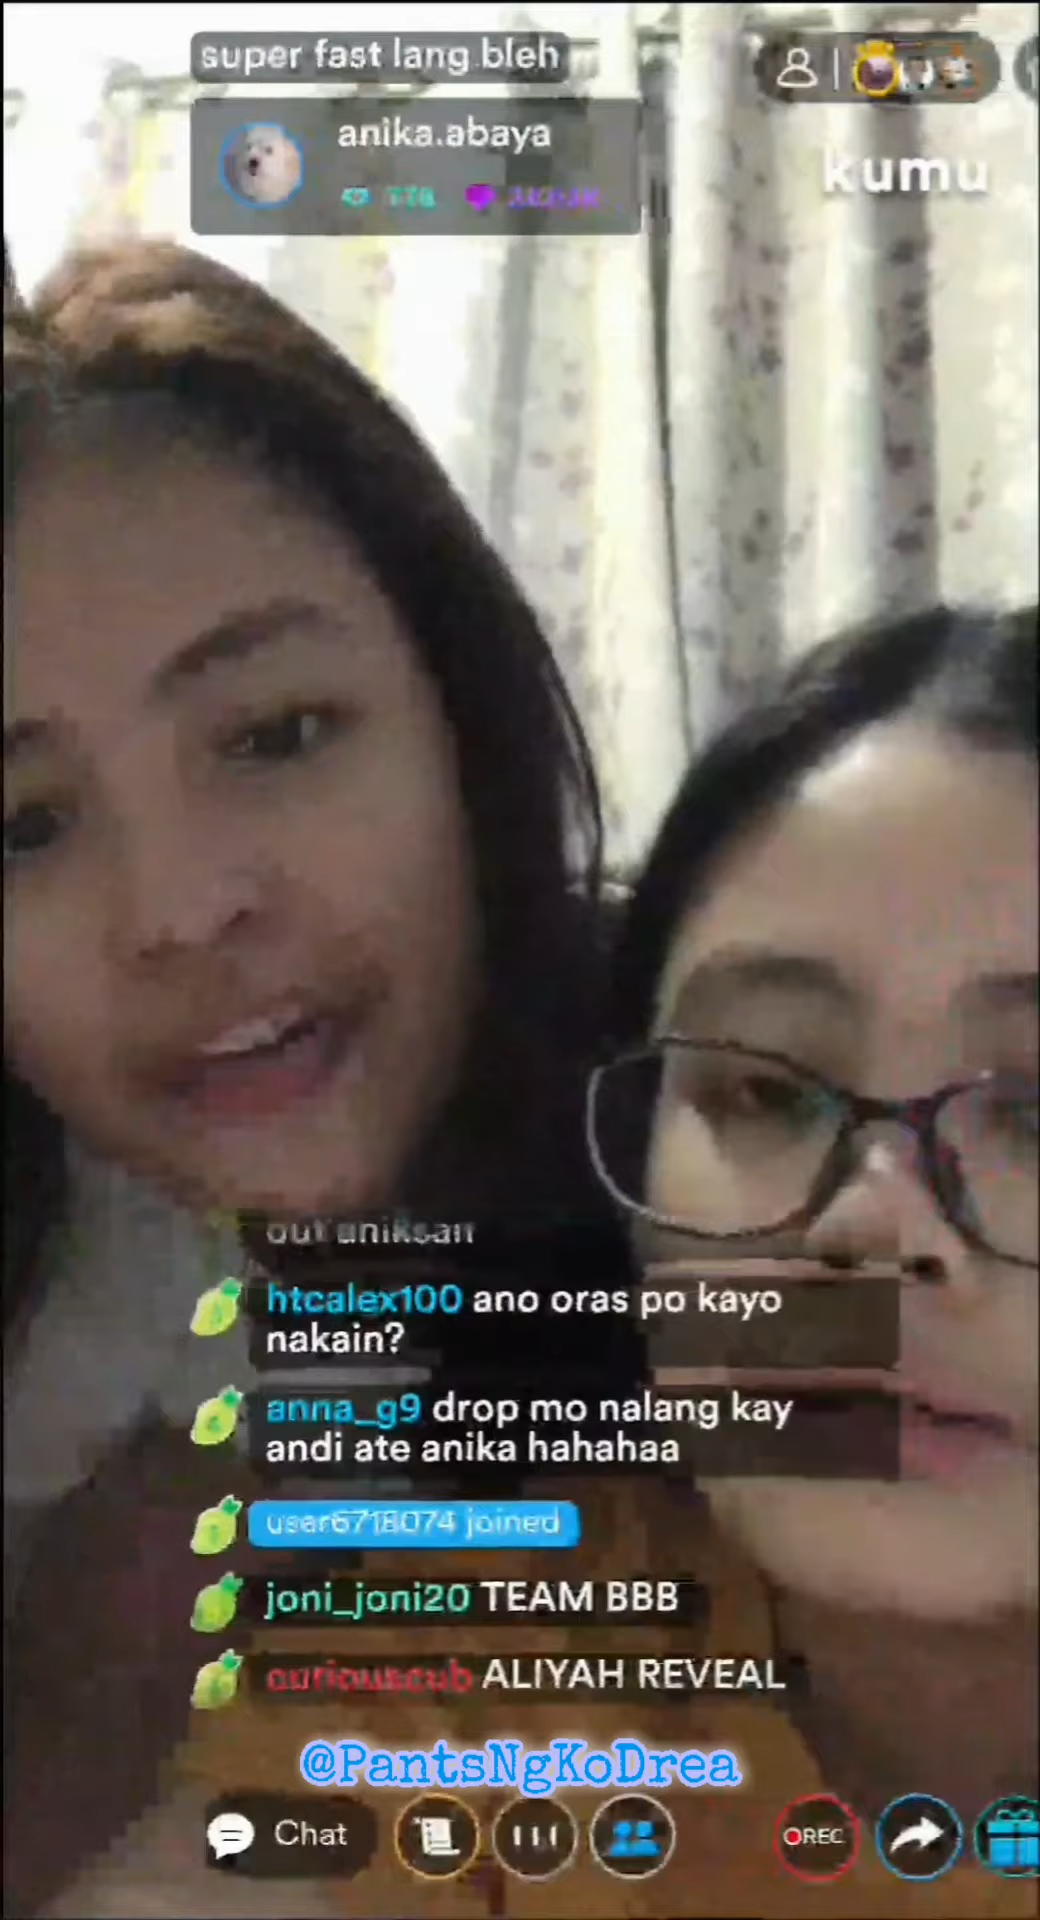 super fast lang bleh
anika.abaya
kumu
htcalex100 ano oras po kayo
nakain?
anna_g9 drop mo nalang kay
andi ate anika hahahaa
user6718074 joined
joni_joni20 TEAM BBB
curiouscub ALIYAH REVEAL
@PantsNgKoDrea
Chat
REC